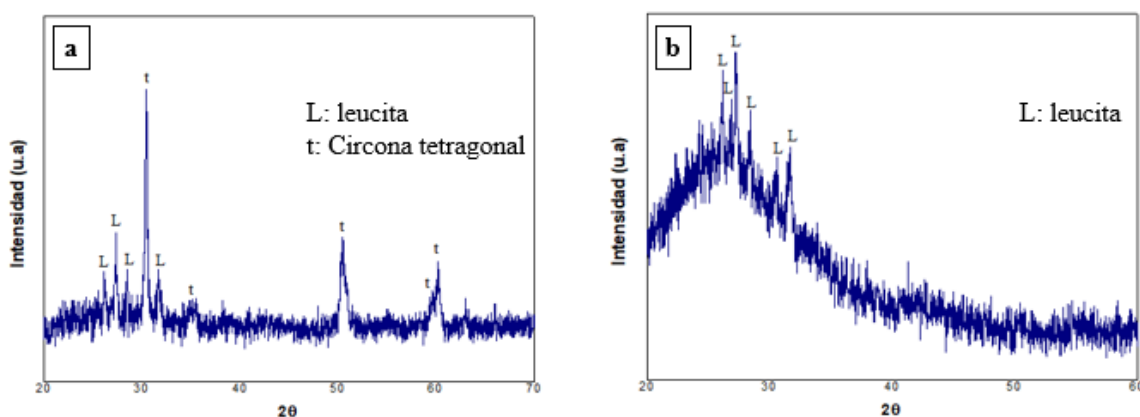 a
t
L: leucita
t: Circona tetragonal
L
L
L
L
t
t
t
t
Intensidad (u.a)
20
30
40
50
60
70
2θ
b
L
L
L
L
L
L
L: leucita
Intensidad (u.a)
20
30
40
50
60
2θ